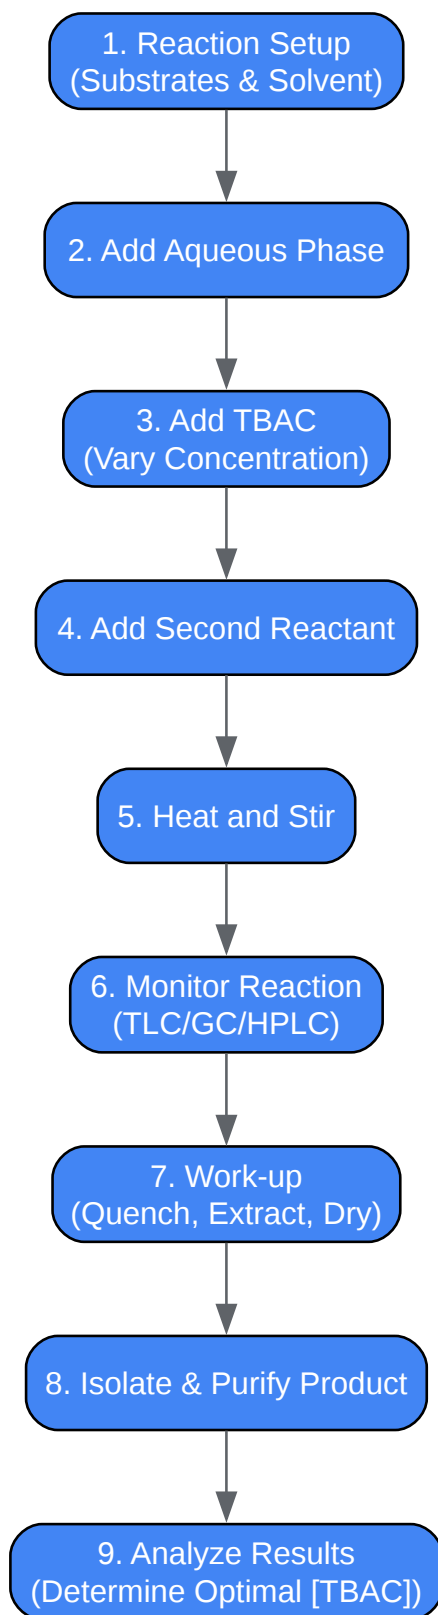 1. Reaction Setup
(Substrates & Solvent)
2. Add Aqueous Phase
3. Add TBAC
(Vary Concentration)
4. Add Second Reactant
5. Heat and Stir
6. Monitor Reaction
(TLC/GC/HPLC)
7. Work-up
(Quench, Extract, Dry)
8. Isolate & Purify Product
9. Analyze Results
(Determine Optimal [TBAC])